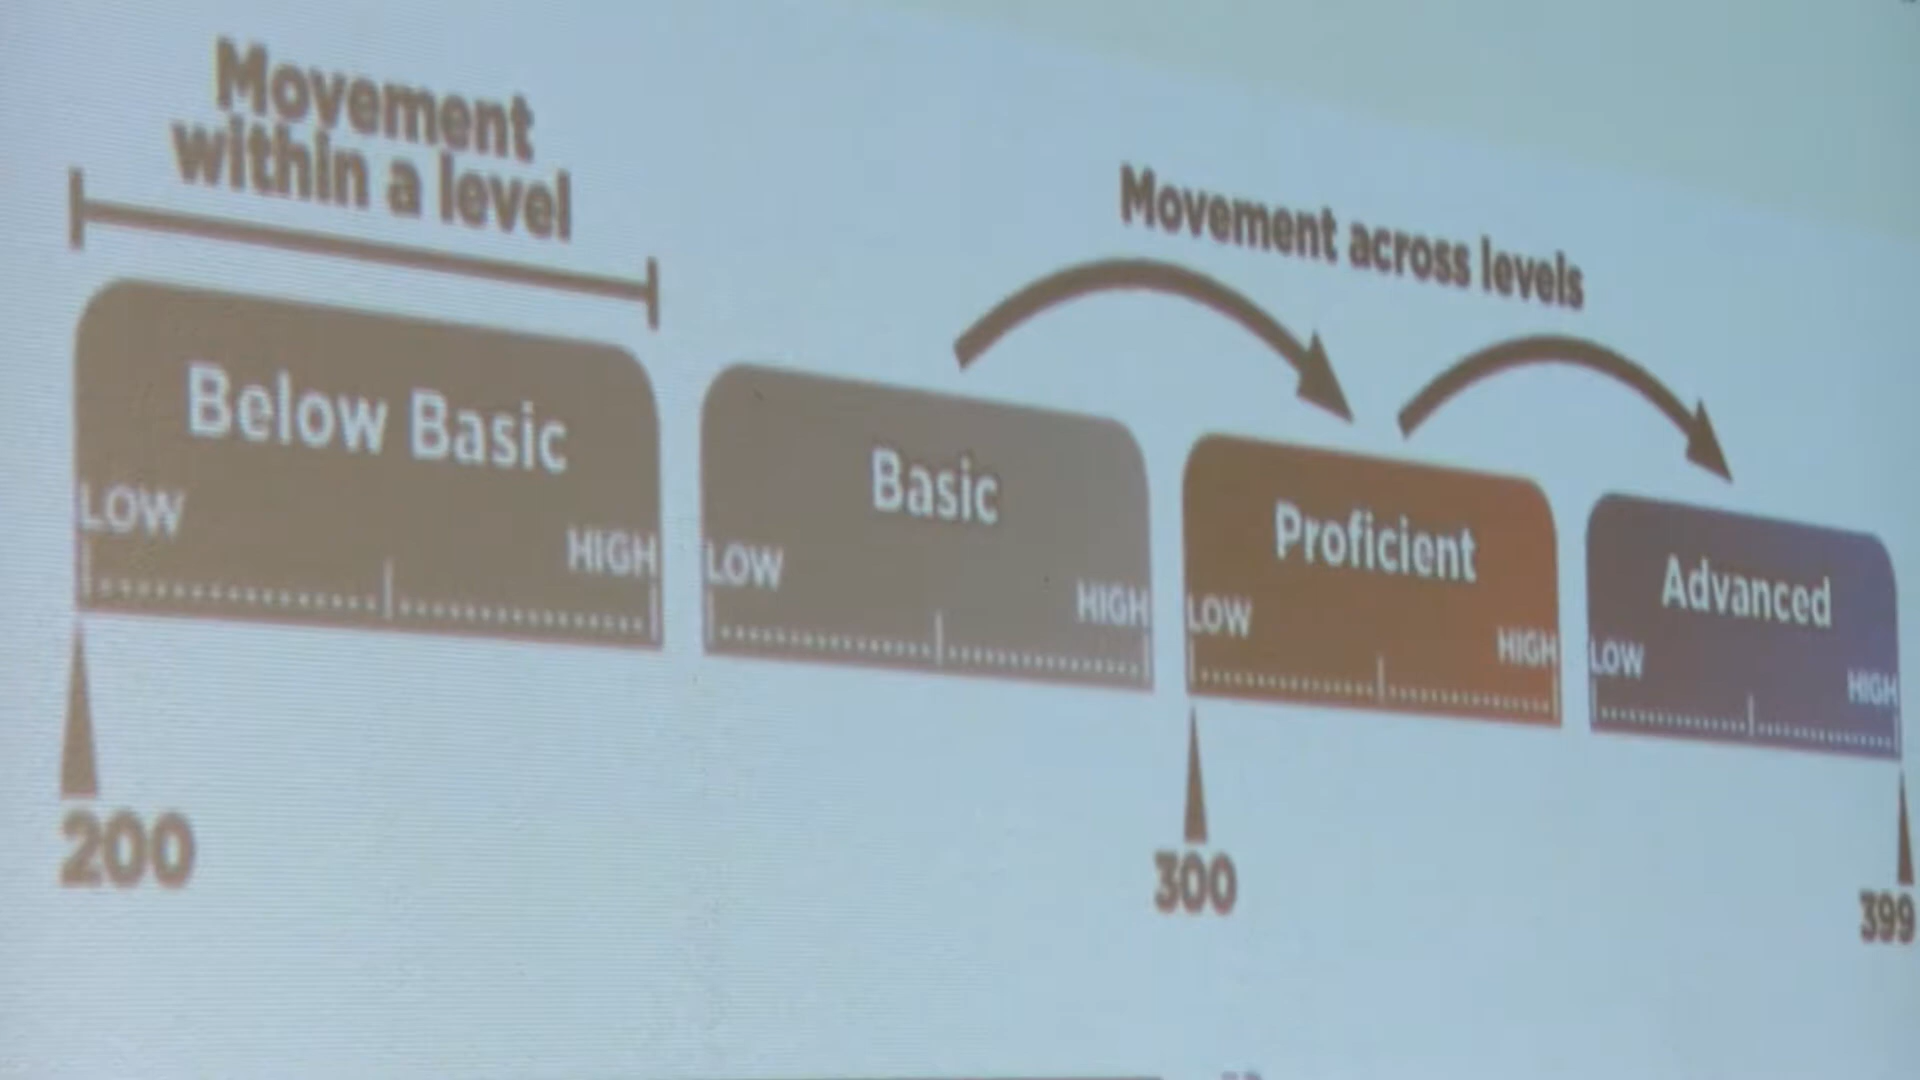 Movement
within a level
Movement across levels
Below Basic
LOW
HIGH
Basic
LOW
HIGH
Proficient
LOW
HIGH
Advanced
LOW
HIGH
200
300
399